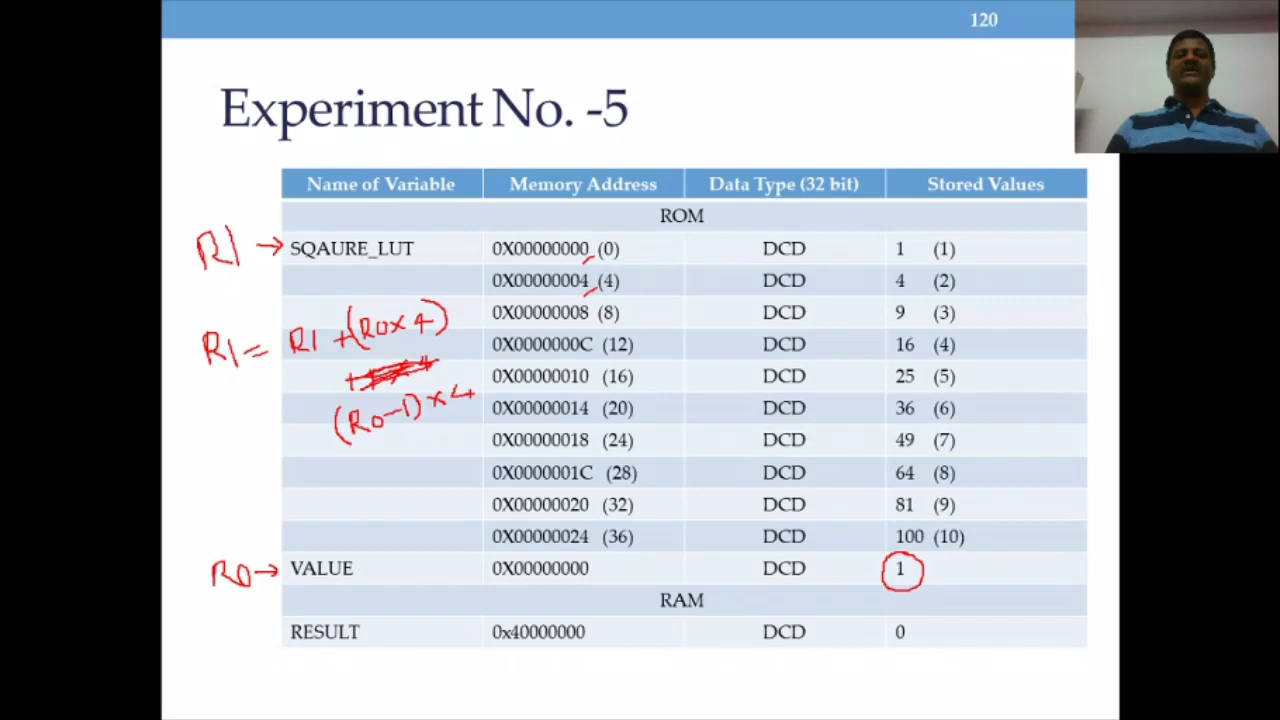 120
Experiment No. -5
Name of Variable Memory Address Data Type (32 bit) Stored Values
ROM
R1 → SQAURE_LUT 0X00000000 (0) DCD 1 (1)
0X00000004 (4) DCD 4 (2)
0X00000008 (8) DCD 9 (3)
R1 = R1 + (R0×4) 0X0000000C (12) DCD 16 (4)
0X00000010 (16) DCD 25 (5)
(R0-1)×4 0X00000014 (20) DCD 36 (6)
0X00000018 (24) DCD 49 (7)
0X0000001C (28) DCD 64 (8)
0X00000020 (32) DCD 81 (9)
0X00000024 (36) DCD 100 (10)
R0 → VALUE 0X00000000 DCD 1
RAM
RESULT 0x40000000 DCD 0